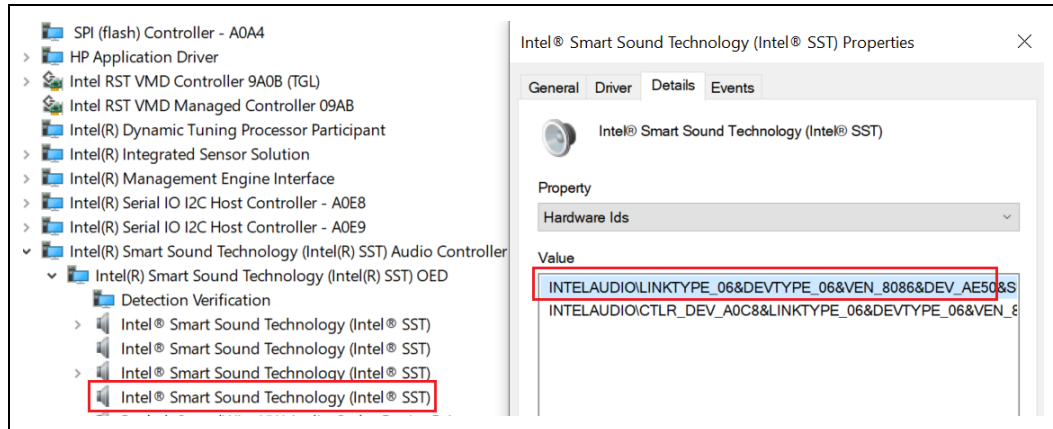 SPI (flash) Controller - A0A4
HP Application Driver
Intel RST VMD Controller 9A0B (TGL)
Intel RST VMD Managed Controller 09AB
Intel(R) Dynamic Tuning Processor Participant
Intel(R) Integrated Sensor Solution
Intel(R) Management Engine Interface
Intel(R) Serial IO I2C Host Controller - A0E8
Intel(R) Serial IO I2C Host Controller - A0E9
Intel(R) Smart Sound Technology (Intel(R) SST) Audio Controller
Intel(R) Smart Sound Technology (Intel(R) SST) OED
Detection Verification
Intel® Smart Sound Technology (Intel® SST)
Intel® Smart Sound Technology (Intel® SST)
Intel® Smart Sound Technology (Intel® SST)
Intel® Smart Sound Technology (Intel® SST)
Intel® Smart Sound Technology (Intel® SST) Properties
General Driver Details Events
Intel® Smart Sound Technology (Intel® SST)
Property
Hardware Ids
Value
INTELAUDIO\LINKTYPE_06&DEVTYPE_06&VEN_8086&DEV_AE50&S
INTELAUDIO\CTLR_DEV_A0C8&LINKTYPE_06&DEVTYPE_06&VEN_8